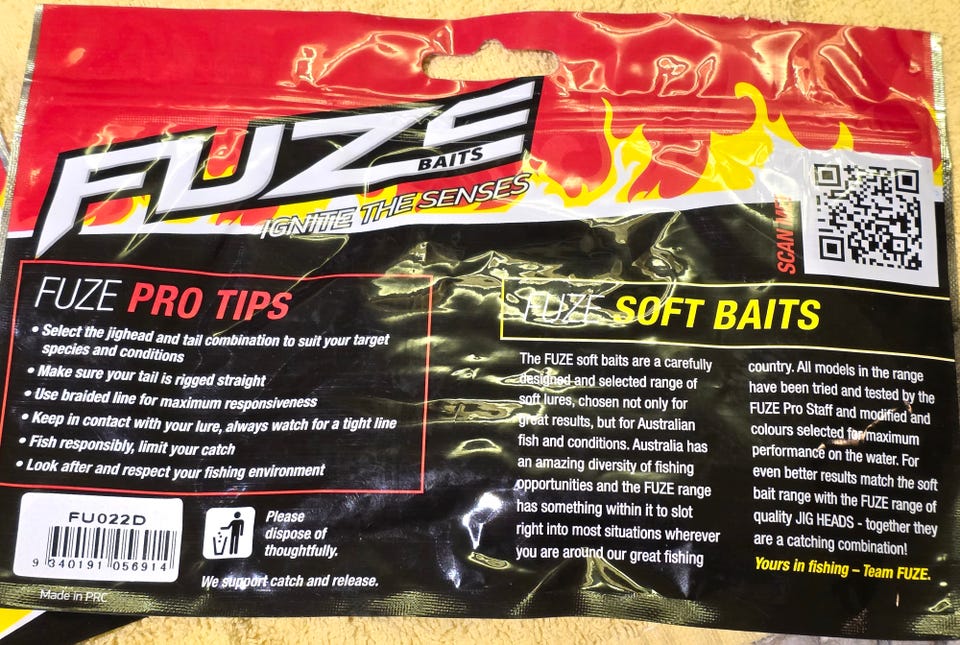 FUZE
BAITS
IGNITE THE SENSES
SCAN ME
FUZE PRO TIPS
• Select the jighead and tail combination to suit your target
species and conditions
• Make sure your tail is rigged straight
• Use braided line for maximum responsiveness
• Keep in contact with your lure, always watch for a tight line
• Fish responsibly, limit your catch
• Look after and respect your fishing environment
FU022D
9 340191 056914
Please
dispose of
thoughtfully.
We support catch and release.
Made in PRC
FUZE SOFT BAITS
The FUZE soft baits are a carefully
designed and selected range of
soft lures, chosen not only for
great results, but for Australian
fish and conditions. Australia has
an amazing diversity of fishing
opportunities and the FUZE range
has something within it to slot
right into most situations wherever
you are around our great fishing
country. All models in the range
have been tried and tested by the
FUZE Pro Staff and modified and
colours selected for maximum
performance on the water. For
even better results match the soft
bait range with the FUZE range of
quality JIG HEADS - together they
are a catching combination!
Yours in fishing – Team FUZE.